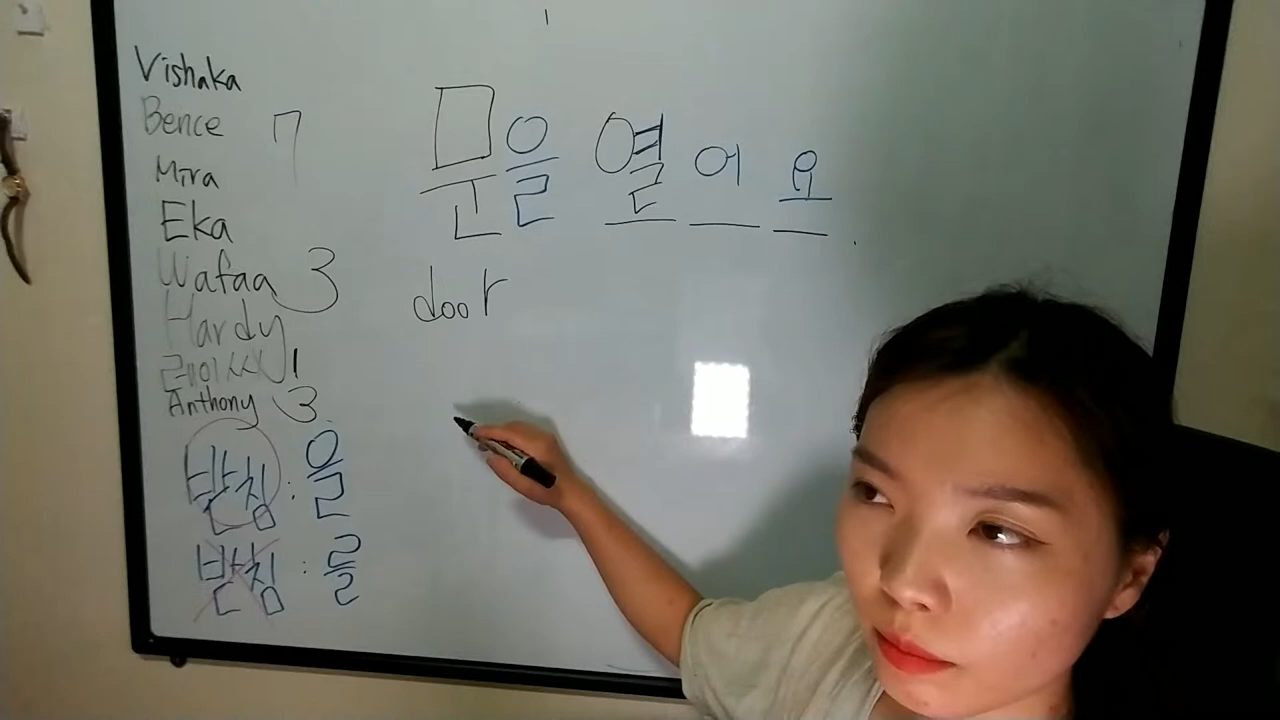 Vishaka
Bence 7
Mira
Eka
Wafaa 3
Hardy
레이씨 1
Anthony 3
받침 : 을
받침 : 를
문을 열어요.
door